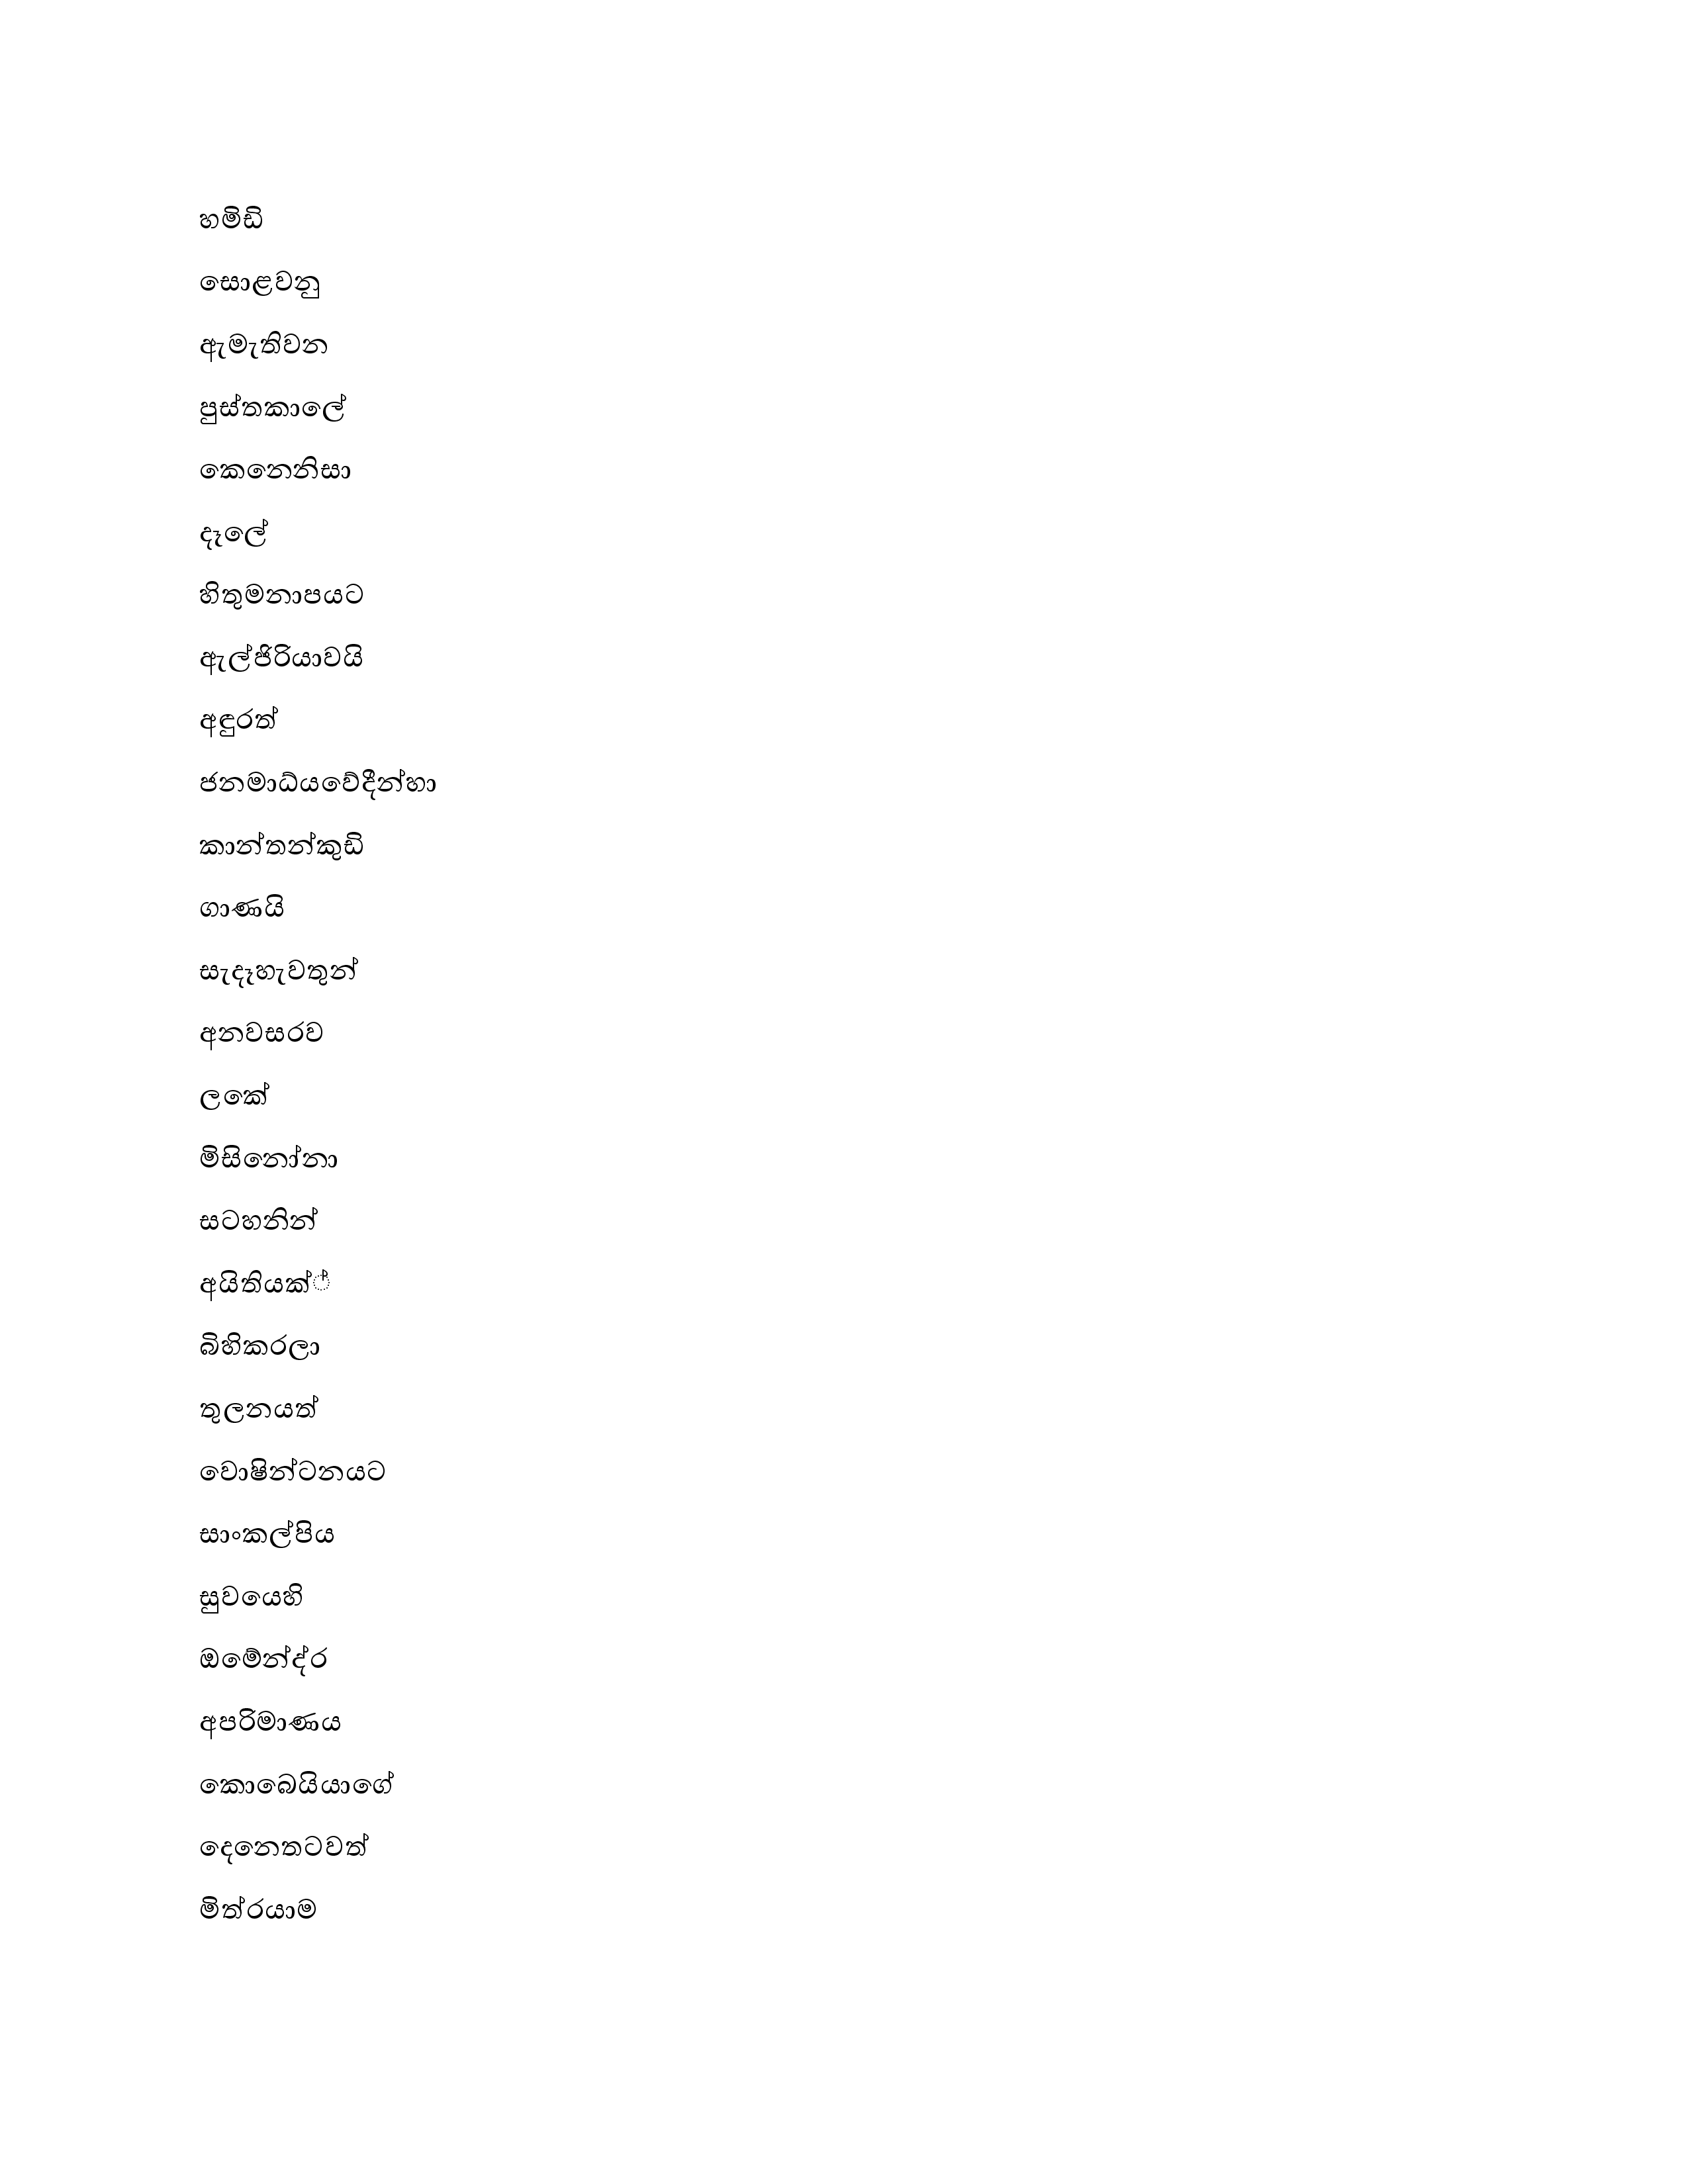 හමිඩි
සොළවනු
ඇමැතිවන
පුස්තකාලේ
කෙනෙනිසා
දෑලේ
හිතුමනාපයට
ඇල්ජිරියාවයි
අඳුරත්
ජනමාධ්යවේදීන්හා
කාන්තන්කුඩි
ගාණයි
සැදෑහැවතුන්
අනවසරව
ලකේ
මිසිනෝනා
සටහනින්
අයිතියක්්
බිහිකරලා
තුලනයත්
වොෂින්ටනයට
සාංකල්පිය
සුවයෙහි
ඔමේන්ද්ර
අපරිමාණය
කොබෙයියාගේ
දෙනෙතටවත්
මිත්රයාම